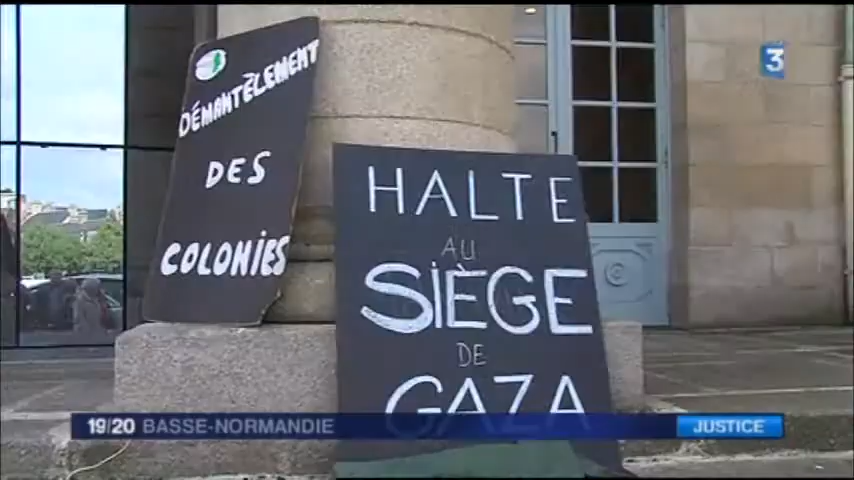 DÉMANTÈLEMENT
DES
COLONIES
HALTE
AU
SIÈGE
DE
GAZA
3
19/20 BASSE-NORMANDIE
JUSTICE